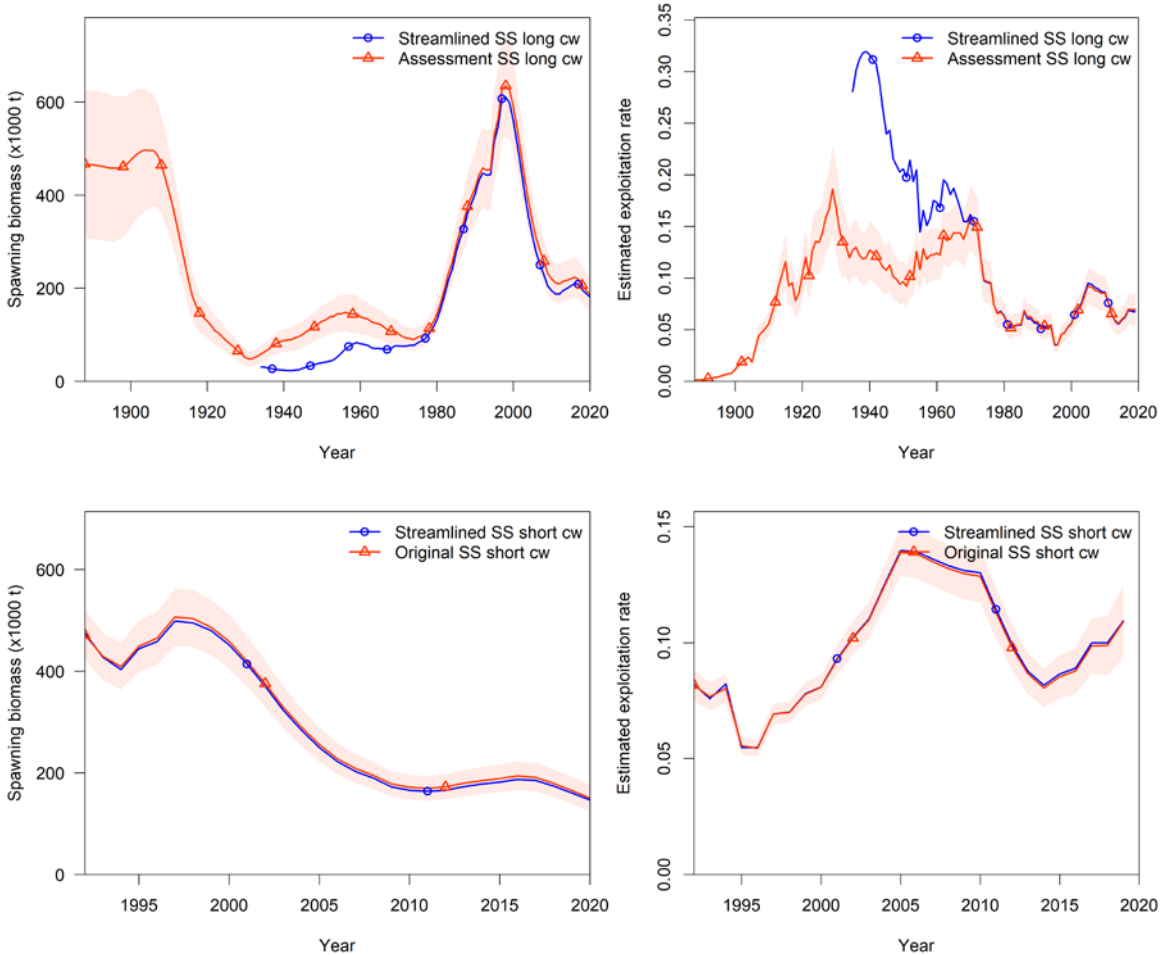 Streamlined SS long cw
Assessment SS long cw
Spawning biomass (x1000 t)
0
200
400
600
1900
1920
1940
1960
1980
2000
2020
Year
Streamlined SS long cw
Assessment SS long cw
Estimated exploitation rate
0.00
0.05
0.10
0.15
0.20
0.25
0.30
0.35
1900
1920
1940
1960
1980
2000
2020
Year
Streamlined SS short cw
Original SS short cw
Spawning biomass (x1000 t)
0
200
400
600
1995
2000
2005
2010
2015
2020
Year
Streamlined SS short cw
Original SS short cw
Estimated exploitation rate
0.00
0.05
0.10
0.15
1995
2000
2005
2010
2015
2020
Year